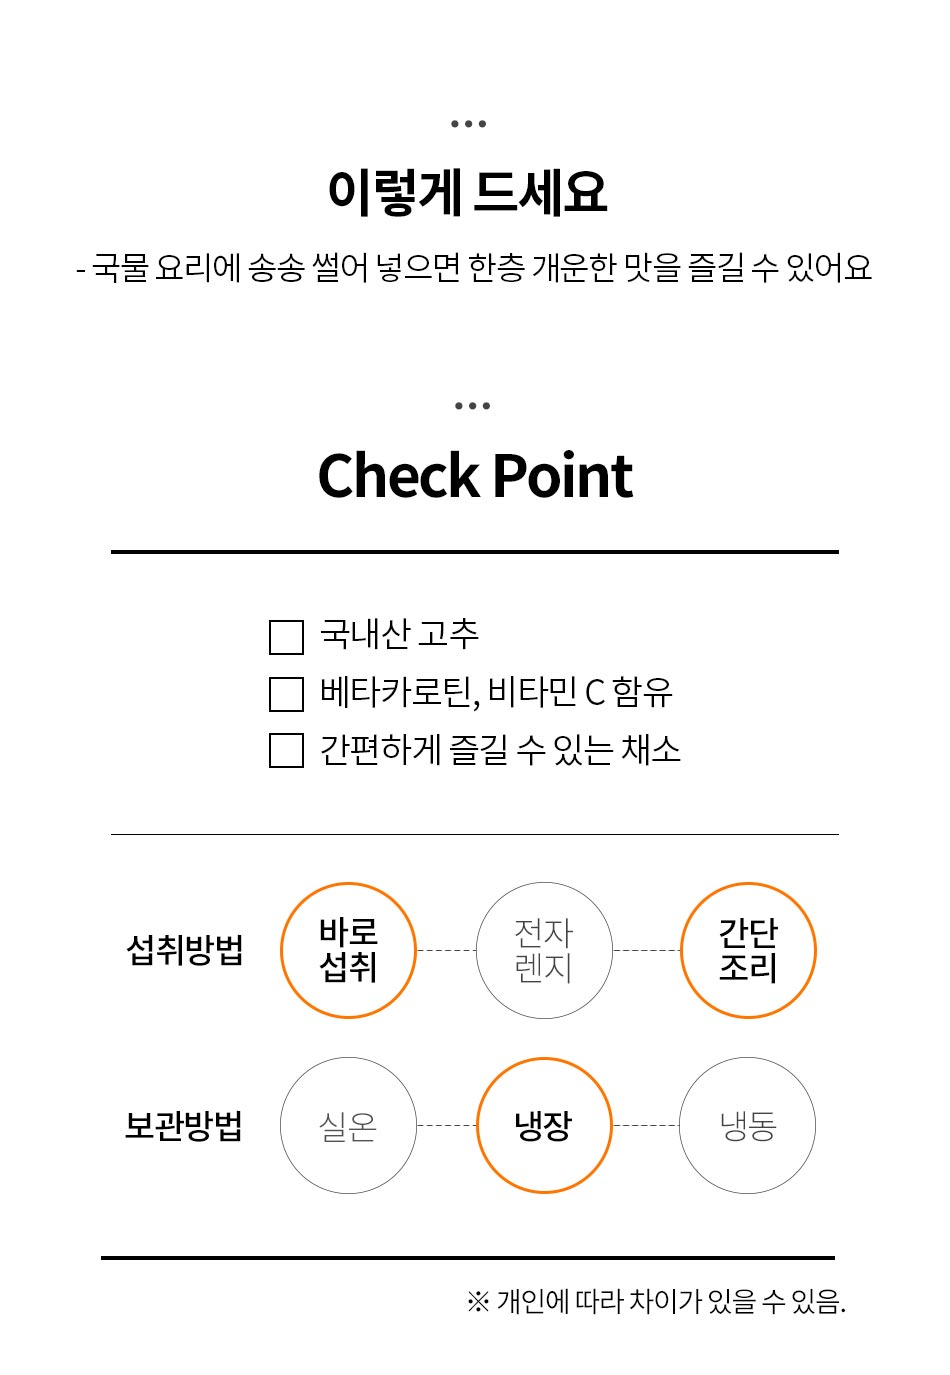 이렇게 드세요
- 국물 요리에 송송 썰어 넣으면 한층 개운한 맛을 즐길 수 있어요
Check Point
국내산 고추
베타카로틴, 비타민 C 함유
간편하게 즐길 수 있는 채소
섭취방법
바로
섭취
전자
렌지
간단
조리
보관방법
실온
냉장
냉동
※ 개인에 따라 차이가 있을 수 있음.